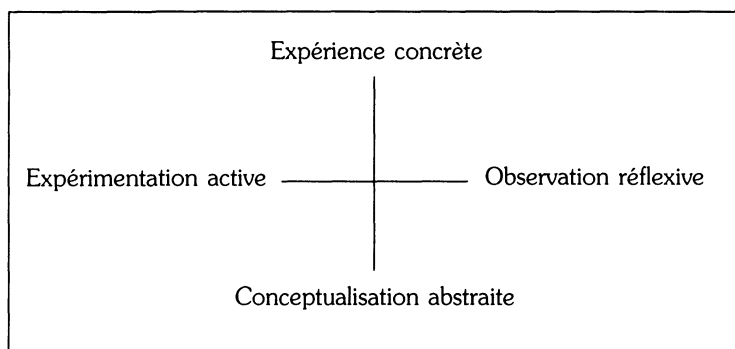 Expérience concrète
Expérimentation active
Observation réflexive
Conceptualisation abstraite